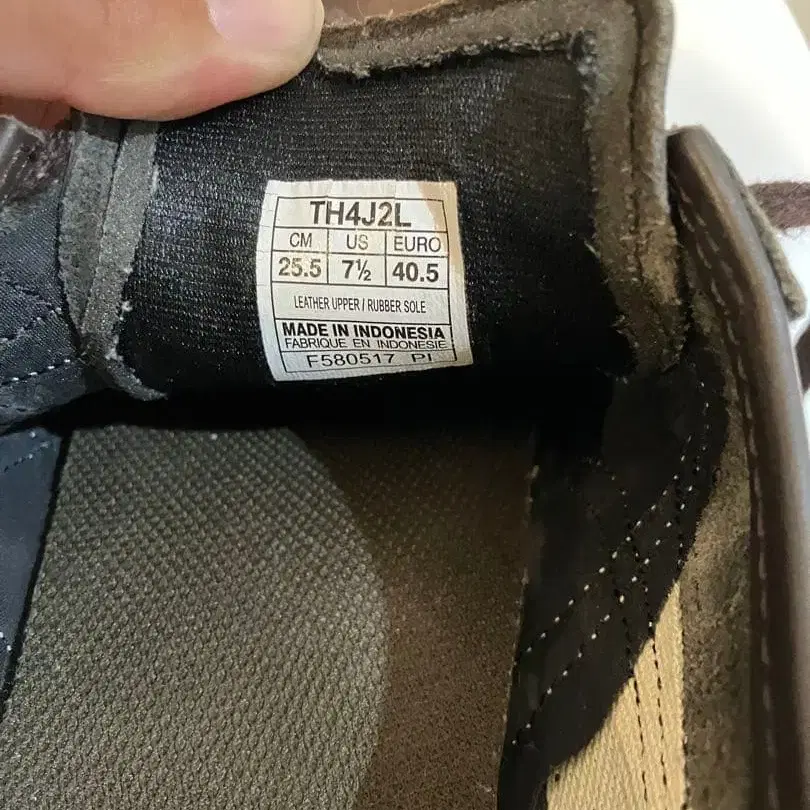 TH4J2L
CM US EURO
25.5 7½ 40.5
LEATHER UPPER / RUBBER SOLE
MADE IN INDONESIA
FABRIQUE EN INDONESIE
F580517 PI